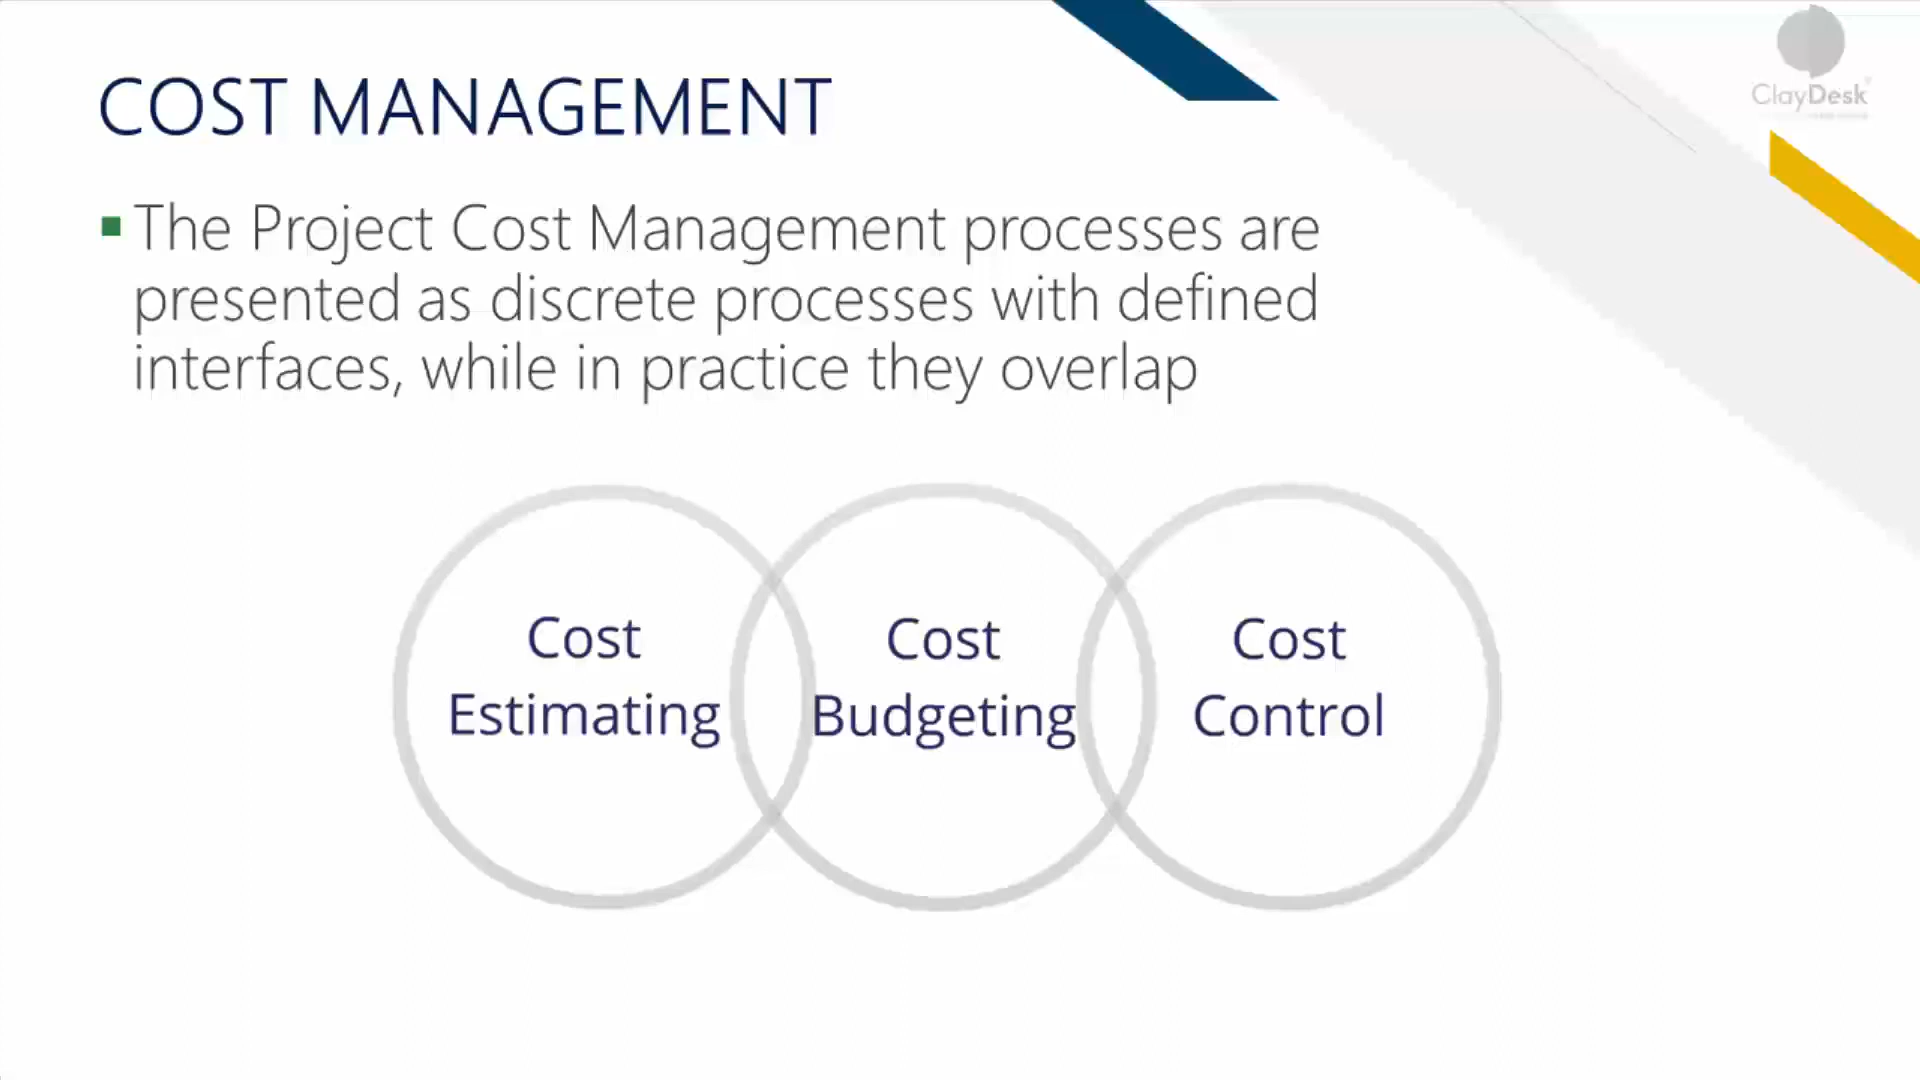 ClayDesk
COST MANAGEMENT
The Project Cost Management processes are
presented as discrete processes with defined
interfaces, while in practice they overlap
Cost
Estimating
Cost
Budgeting
Cost
Control